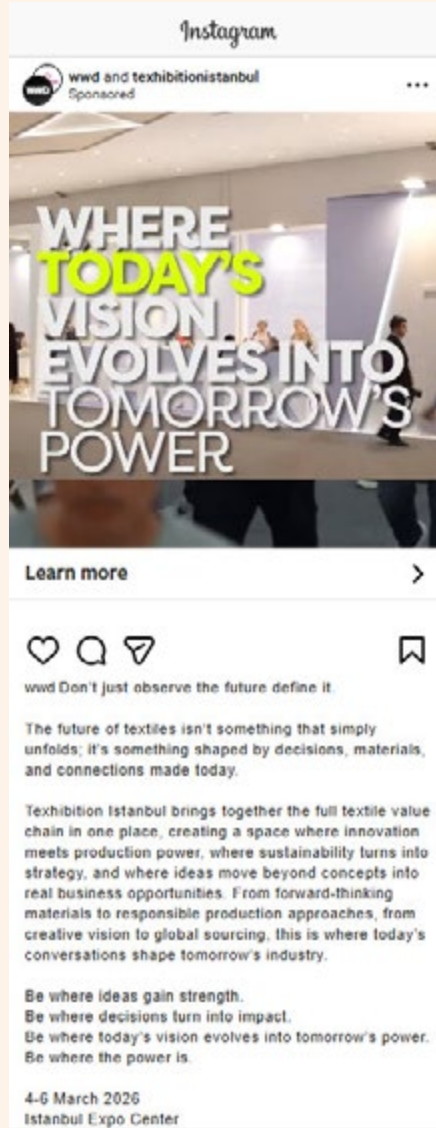 Instagram
wwd and texhibitionistanbul
Sponsored
WWD
WHERE
TODAY'S
VISION
EVOLVES INTO
TOMORROW'S
POWER
Learn more
wwd Don't just observe the future define it.
The future of textiles isn't something that simply
unfolds; it's something shaped by decisions, materials,
and connections made today.
Texhibition Istanbul brings together the full textile value
chain in one place, creating a space where innovation
meets production power, where sustainability turns into
strategy, and where ideas move beyond concepts into
real business opportunities. From forward-thinking
materials to responsible production approaches, from
creative vision to global sourcing, this is where today's
conversations shape tomorrow's industry.
Be where ideas gain strength.
Be where decisions turn into impact.
Be where today's vision evolves into tomorrow's power.
Be where the power is.
4-6 March 2026
Istanbul Expo Center